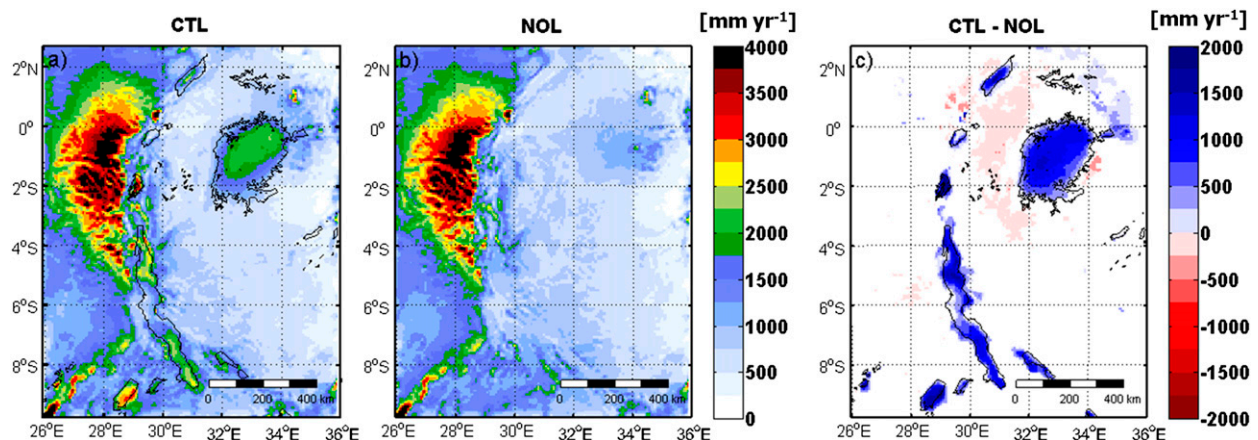 CTL NOL [mm yr⁻¹] CTL - NOL [mm yr⁻¹]
a) b) c)
2°N 2°N 2°N
0° 0° 0°
2°S 2°S 2°S
4°S 4°S 4°S
6°S 6°S 6°S
8°S 8°S 8°S
4000
3500
3000
2500
2000
1500
1000
500
0
2000
1500
1000
500
0
-500
-1000
-1500
-2000
0 200 400 km 0 200 400 km 0 200 400 km
26°E 28°E 30°E 32°E 34°E 36°E 26°E 28°E 30°E 32°E 34°E 36°E 26°E 28°E 30°E 32°E 34°E 36°E